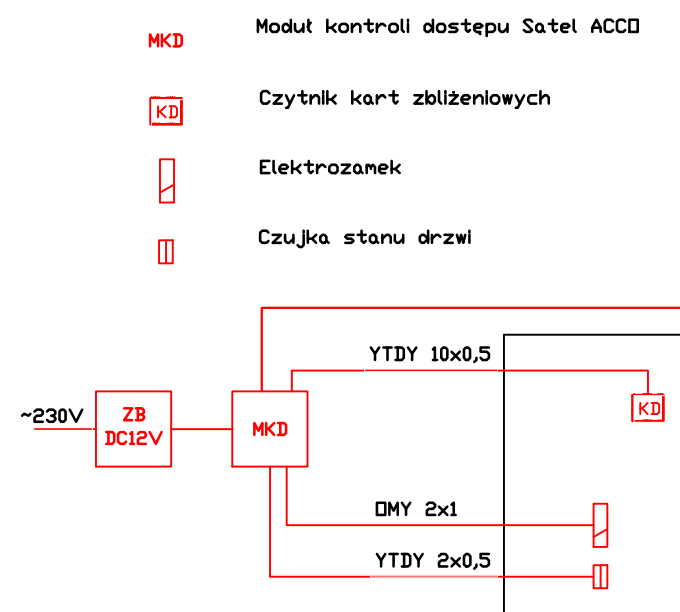 MKD Moduł kontroli dostępu Satel ACCO
KD Czytnik kart zbliżeniowych
Elektrozamek
Czujka stanu drzwi
YTDY 10x0,5
~230V
ZB
DC12V
MKD
KD
OMY 2x1
YTDY 2x0,5